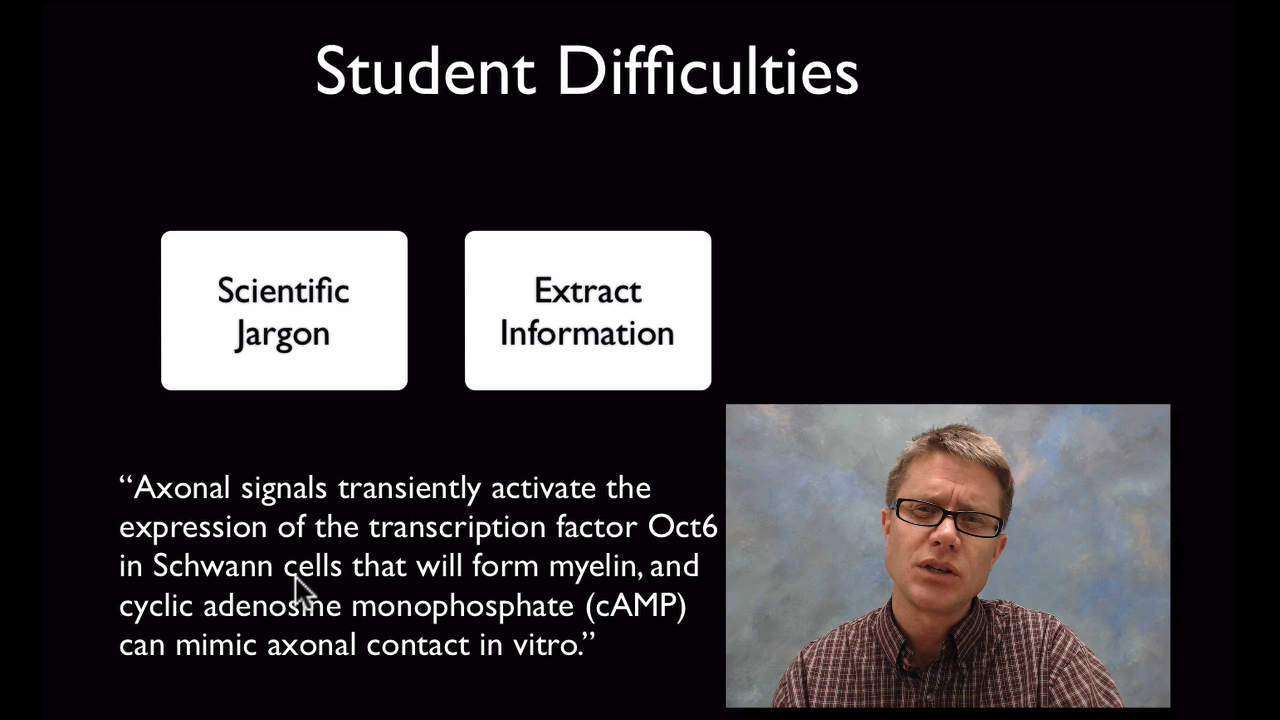 Student Difficulties
Scientific
Jargon
Extract
Information
“Axonal signals transiently activate the
expression of the transcription factor Oct6
in Schwann cells that will form myelin, and
cyclic adenosine monophosphate (cAMP)
can mimic axonal contact in vitro.”